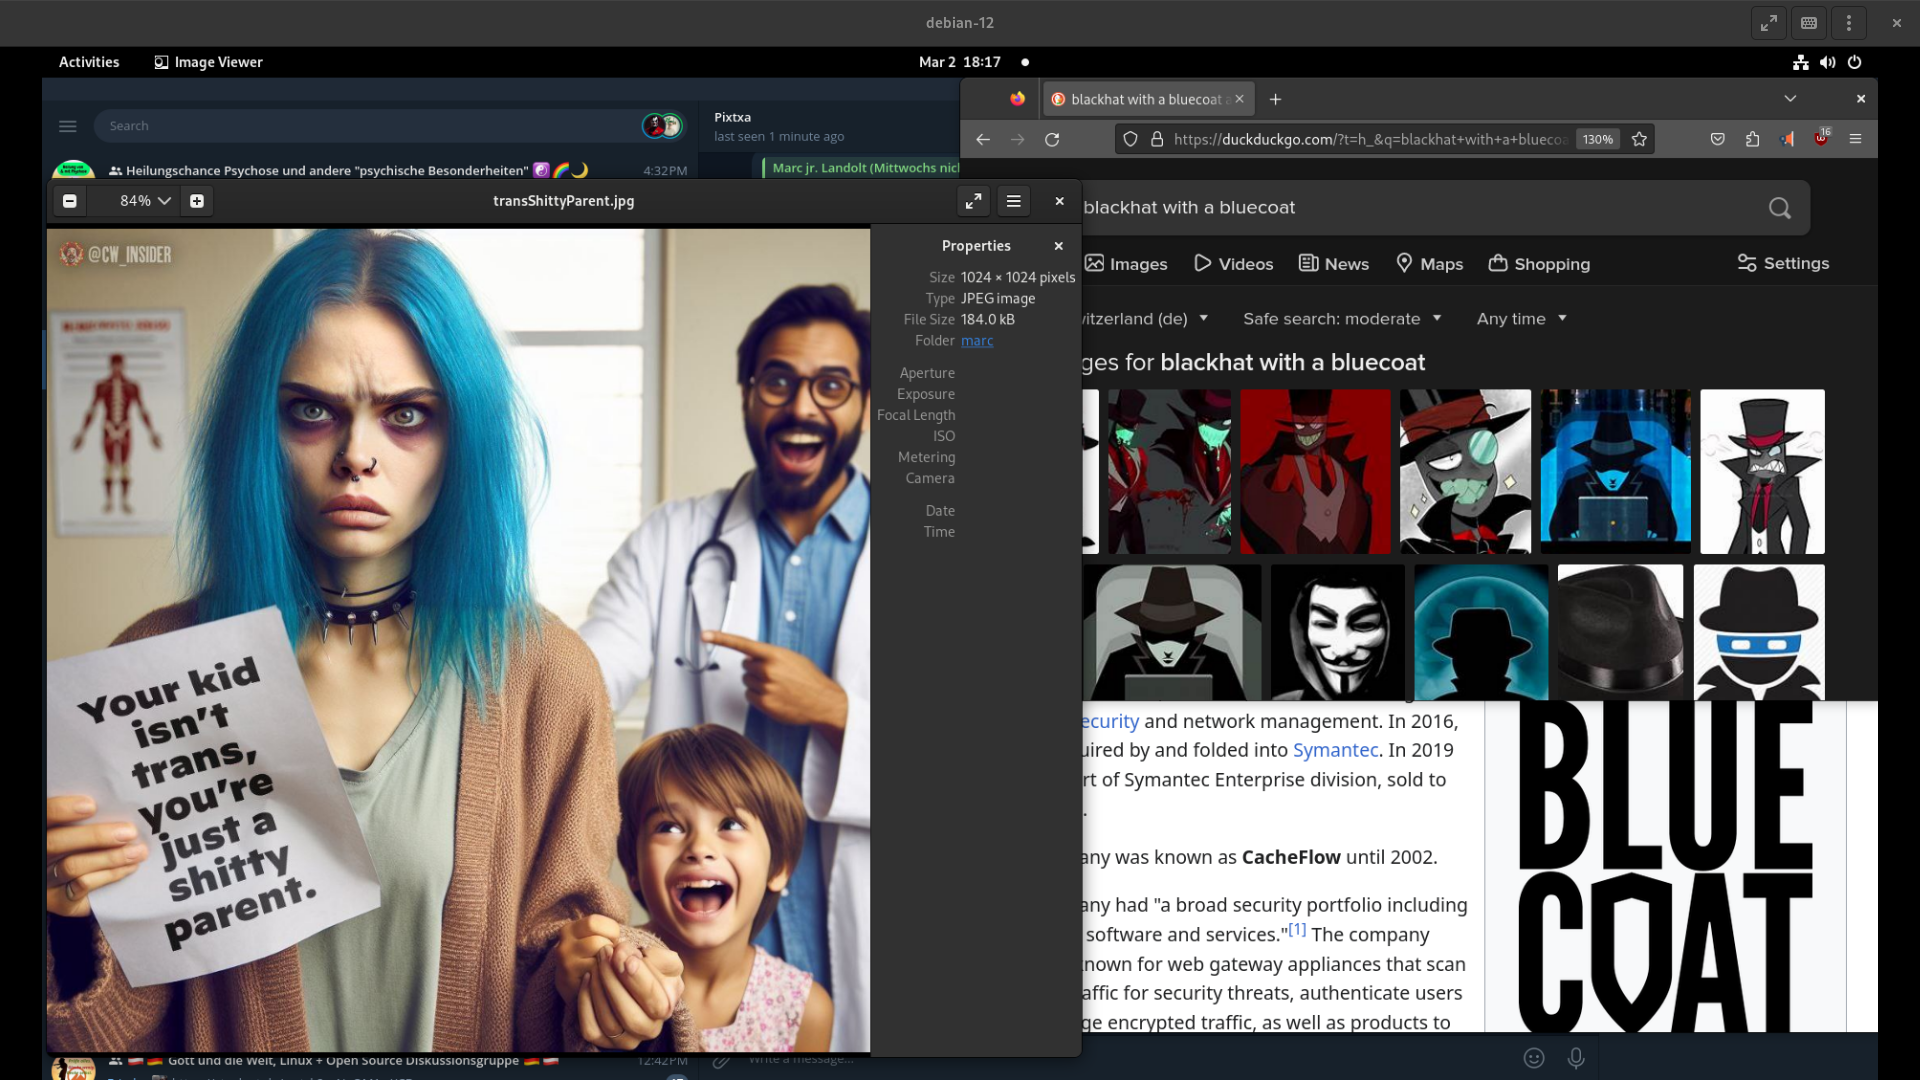 debian-12
Activities
Image Viewer
Mar 2 18:17
Search
Pixtxa
last seen 1 minute ago
Heilungschance Psychose und andere "psychische Besonderheiten"
4:32PM
Marc jr. Landolt (Mittwochs nic
blackhat with a bluecoat a
https://duckduckgo.com/?t=h_&q=blackhat+with+a+blueco
130%
16
84%
transShittyParent.jpg
@CW_INSIDER
Your kid
isn't
trans,
you're
just a
shitty
parent.
Properties
Size 1024 × 1024 pixels
Type JPEG image
File Size 184.0 kB
Folder marc
Aperture
Exposure
Focal Length
ISO
Metering
Camera
Date
Time
blackhat with a bluecoat
Images
Videos
News
Maps
Shopping
Settings
witzerland (de)
Safe search: moderate
Any time
ges for blackhat with a bluecoat
ecurity and network management. In 2016,
uired by and folded into Symantec. In 2019
rt of Symantec Enterprise division, sold to
.
any was known as CacheFlow until 2002.
any had "a broad security portfolio including
software and services."[1] The company
nown for web gateway appliances that scan
affic for security threats, authenticate users
ge encrypted traffic, as well as products to
BLUE
COAT
Gott und die Welt, Linux + Open Source Diskussionsgruppe
12:42PM
Write a message...